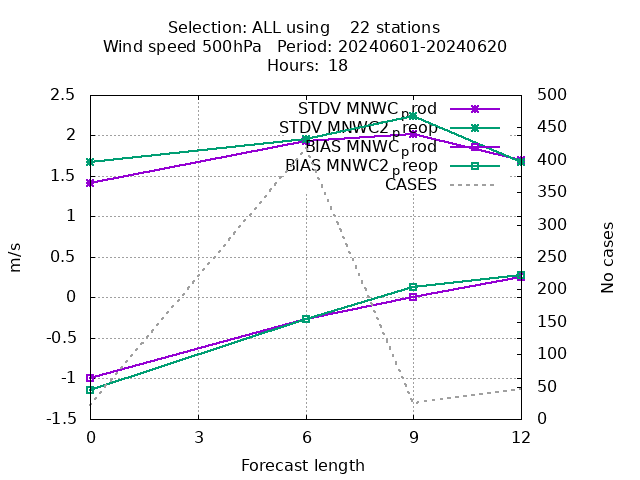 Selection: ALL using    22 stations
Wind speed 500hPa   Period: 20240601-20240620
Hours:  18
STDV MNWC_prod
STDV MNWC2_preop
BIAS MNWC_prod
BIAS MNWC2_preop
CASES
2.5
2
1.5
1
0.5
0
-0.5
-1
-1.5
m/s
500
450
400
350
300
250
200
150
100
50
0
No cases
0 3 6 9 12
Forecast length